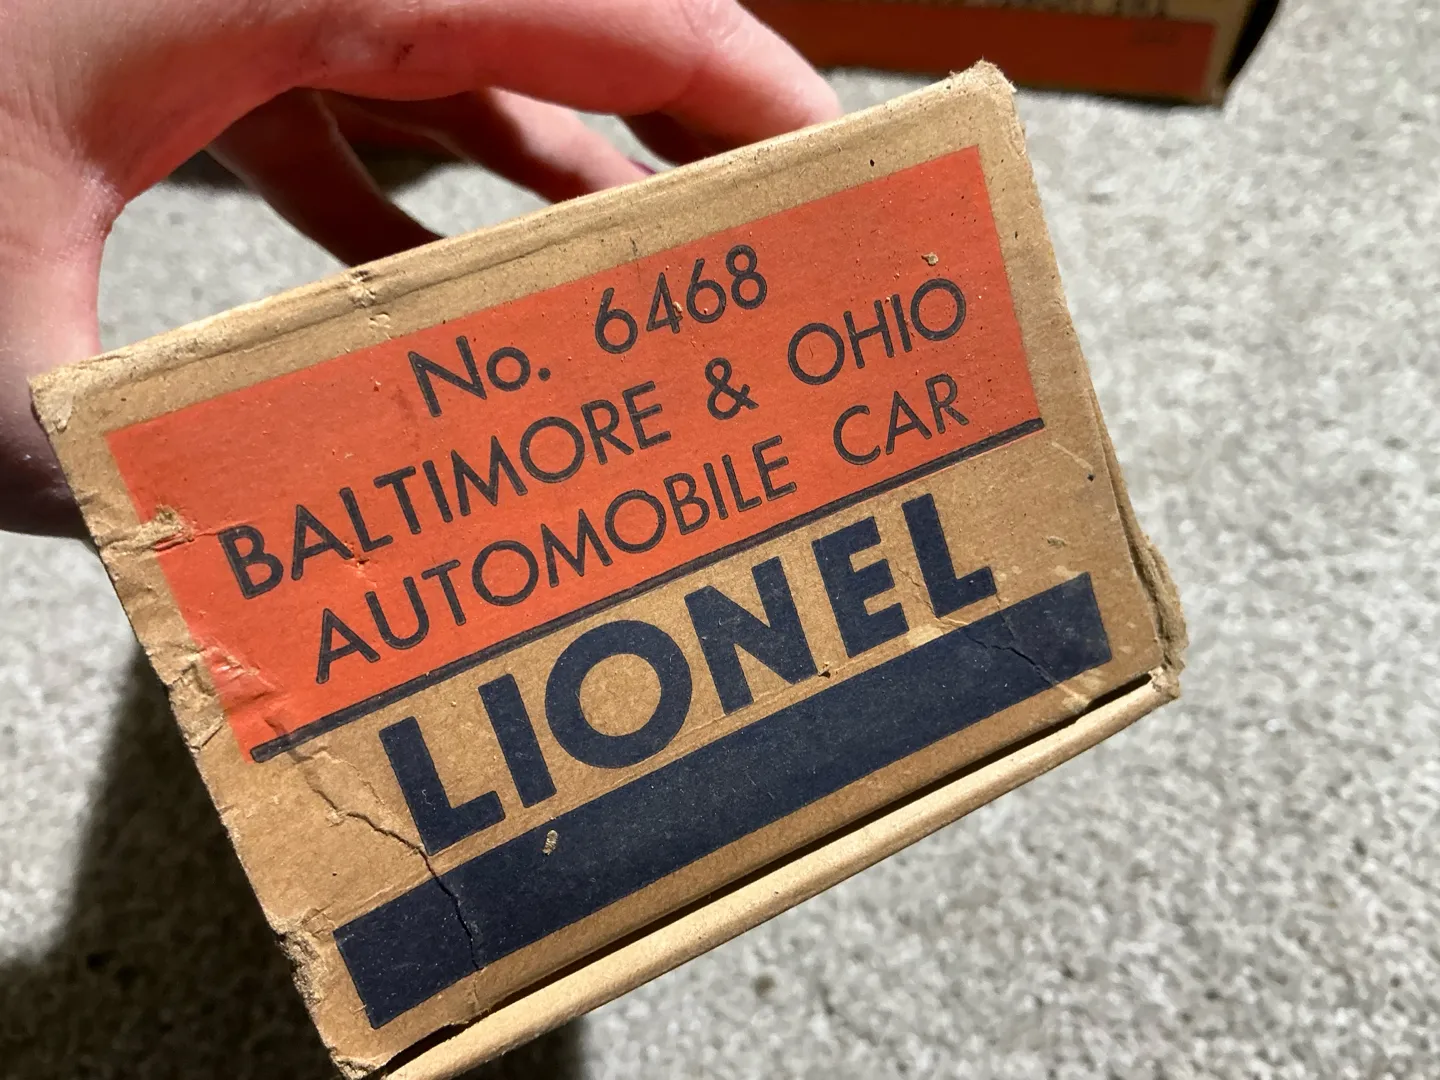 No. 6468
BALTIMORE & OHIO
AUTOMOBILE CAR
LIONEL